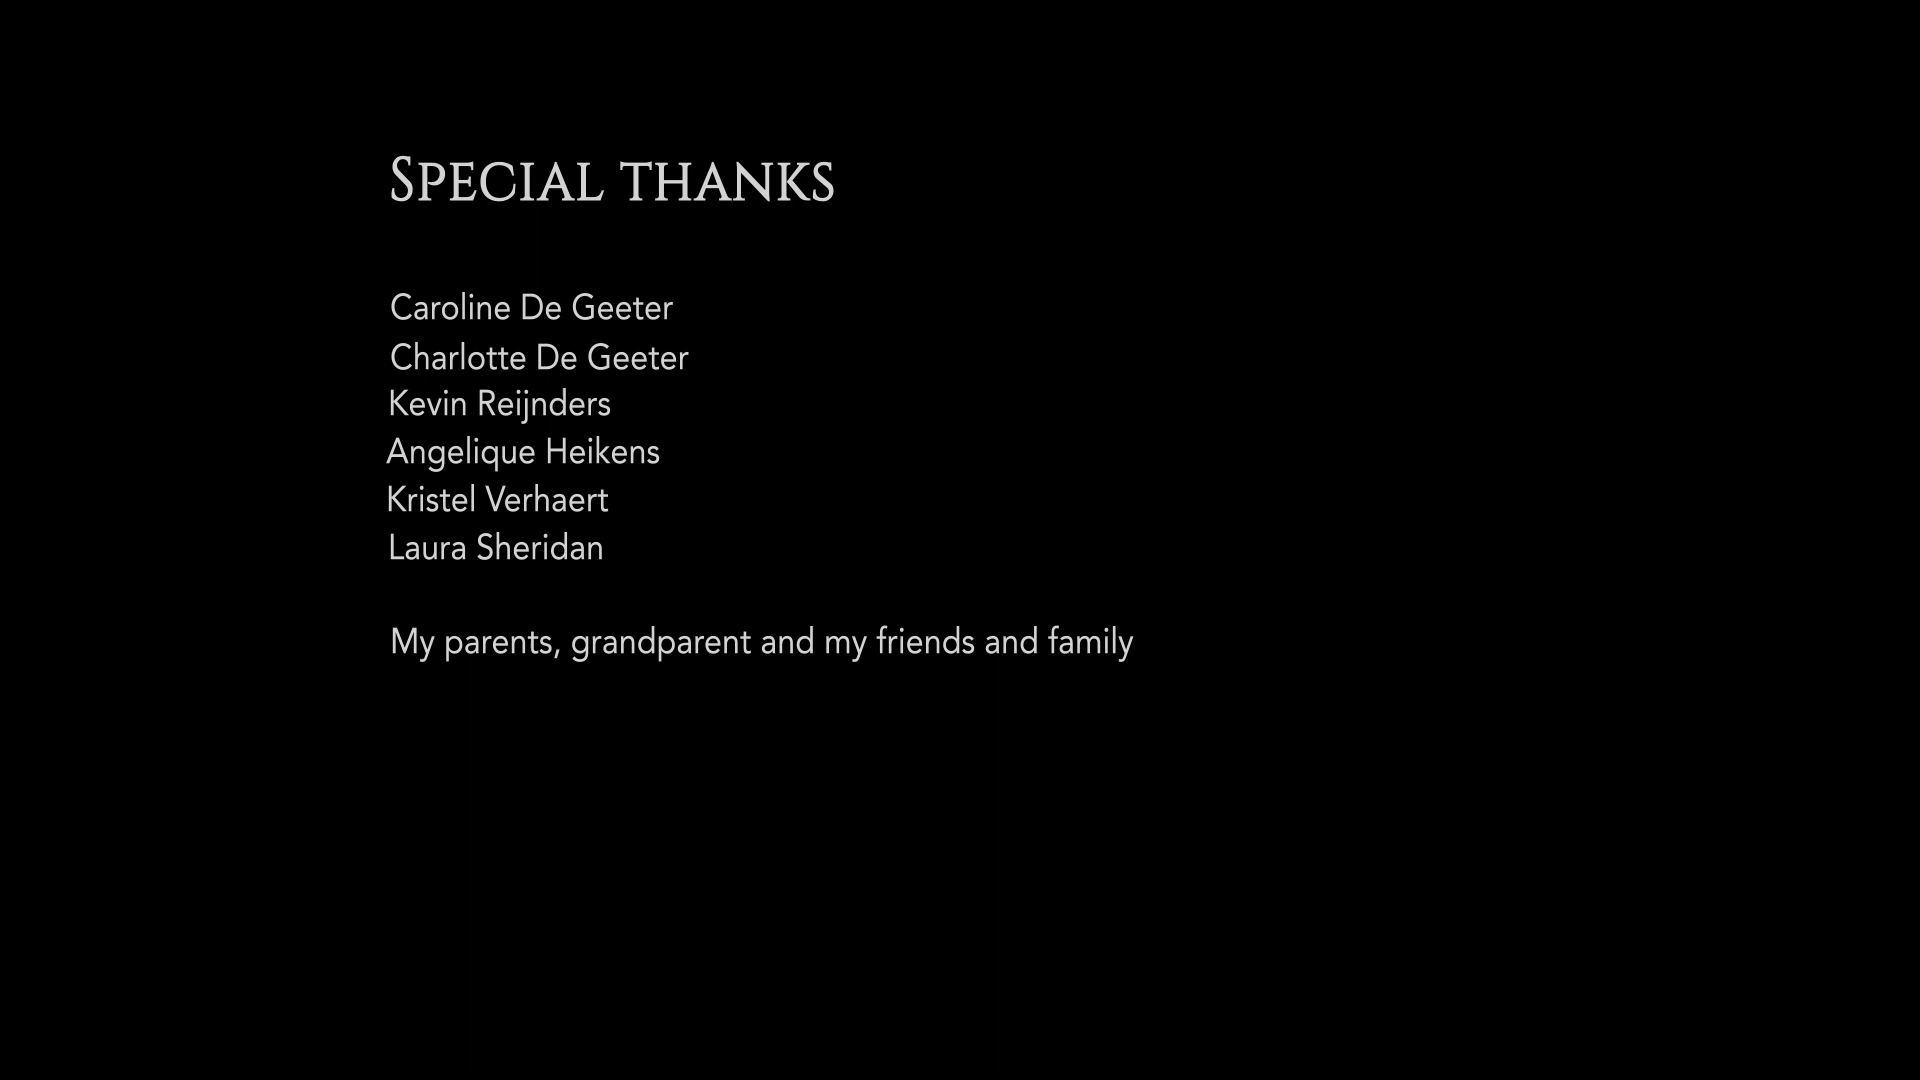 Special thanks
Caroline De Geeter
Charlotte De Geeter
Kevin Reijnders
Angelique Heikens
Kristel Verhaert
Laura Sheridan
My parents, grandparent and my friends and family